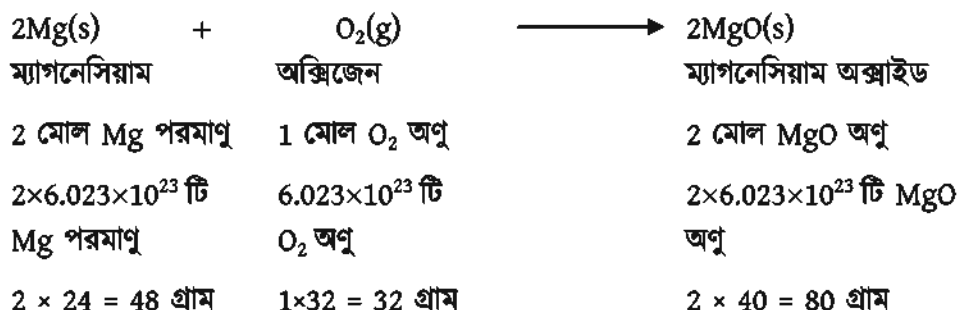 2Mg(s) + O₂(g) ⟶ 2MgO(s)
ম্যাগনেসিয়াম অক্সিজেন ম্যাগনেসিয়াম অক্সাইড
2 মোল Mg পরমাণু 1 মোল O₂ অণু 2 মোল MgO অণু
2×6.023×10²³ টি 6.023×10²³ টি 2×6.023×10²³ টি MgO
Mg পরমাণু O₂ অণু অণু
2 × 24 = 48 গ্রাম 1×32 = 32 গ্রাম 2 × 40 = 80 গ্রাম